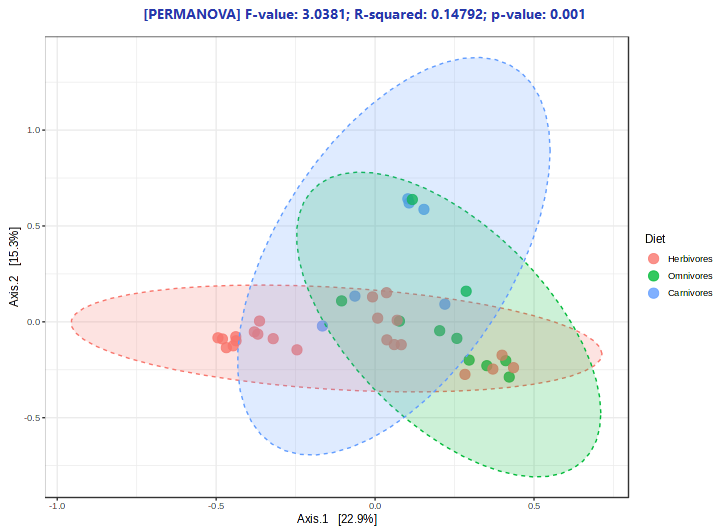 [PERMANOVA] F-value: 3.0381; R-squared: 0.14792; p-value: 0.001
1.0
0.5
0.0
-0.5
Axis.2 [15.3%]
-1.0 -0.5 0.0 0.5
Axis.1 [22.9%]
Diet
Herbivores
Omnivores
Carnivores